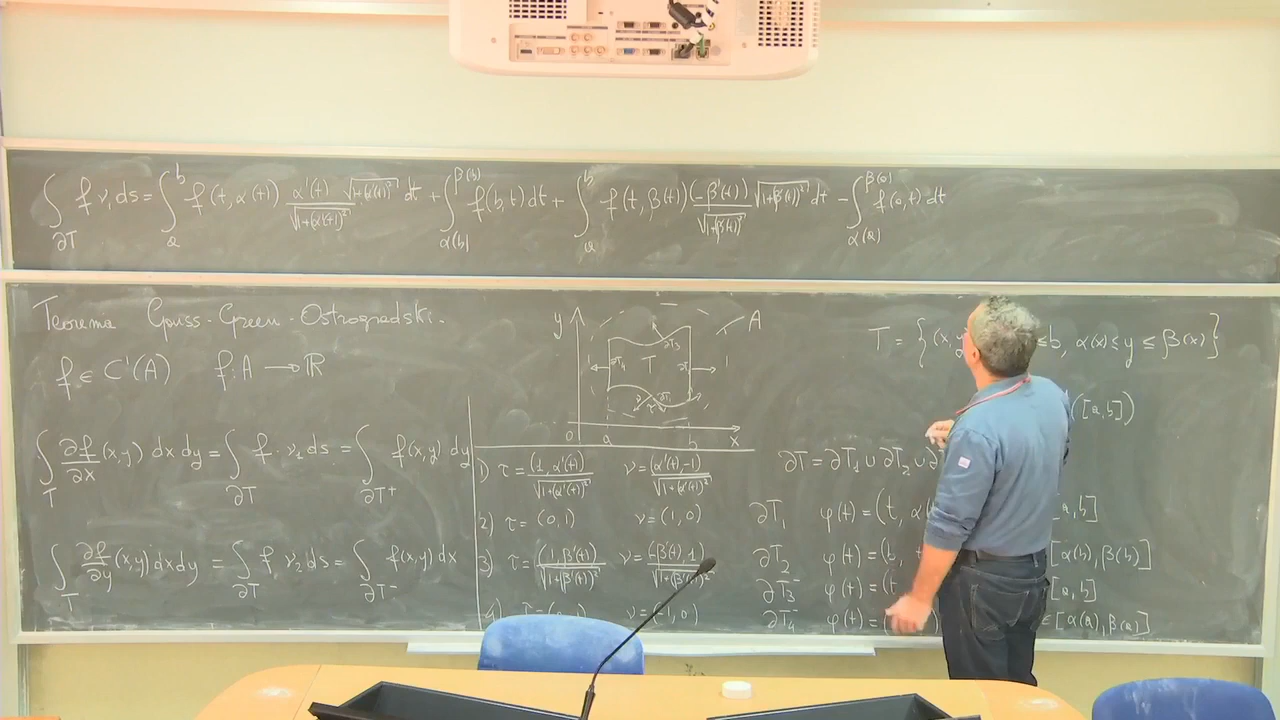 ∫_∂T f ν₁ ds = ∫_a^b f(t, α(t)) α'(t)/√(1+(α'(t))²) √(1+(α'(t))²) dt + ∫_α(b)^β(b) f(b,t) dt + ∫_a^b f(t, β(t)) (-β'(t))/√(1+(β'(t))²) √(1+(β'(t))²) dt - ∫_α(a)^β(a) f(a,t) dt
Teorema Gauss-Green-Ostrogradski.
f ∈ C¹(A) f: A → ℝ
∫_T ∂f/∂x (x,y) dx dy = ∫_∂T f · ν₁ ds = ∫_∂T⁺ f(x,y) dy
∫_T ∂f/∂y (x,y) dx dy = ∫_∂T f ν₂ ds = ∫_∂T⁻ f(x,y) dx
y A
∂T₃
∂T₄ T
∂T₁
τ
0 a b x
1) τ = (1, α'(t))/√(1+(α'(t))²) ν = (α'(t), -1)/√(1+(α'(t))²)
2) τ = (0,1) ν = (1,0)
3) τ = (1, β'(t))/√(1+(β'(t))²) ν = (-β'(t), 1)/√(1+(β'(t))²)
4) ν = (-1,0)
T = {(x, ≤ b, α(x) ≤ y ≤ β(x)}
([a,b])
∂T = ∂T₁ ∪ ∂T₂ ∪
∂T₁ φ(t) = (t, α [a,b]
∂T₂ φ(t) = (b, [α(b), β(b)]
∂T₃⁻ φ(t) = (t [a,b]
∂T₄⁻ φ(t) = ( ∈ [α(a), β(a)]